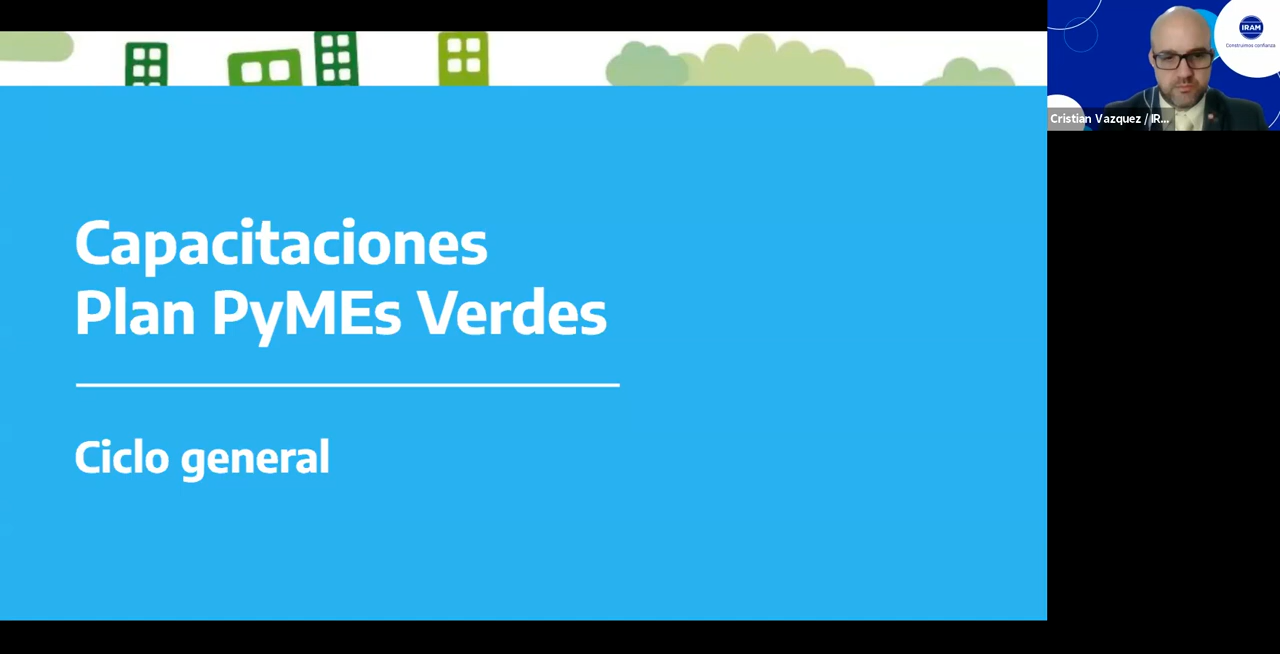 Capacitaciones
Plan PyMEs Verdes
Ciclo general
IRAM
Construimos confianza
Cristian Vazquez / IR...